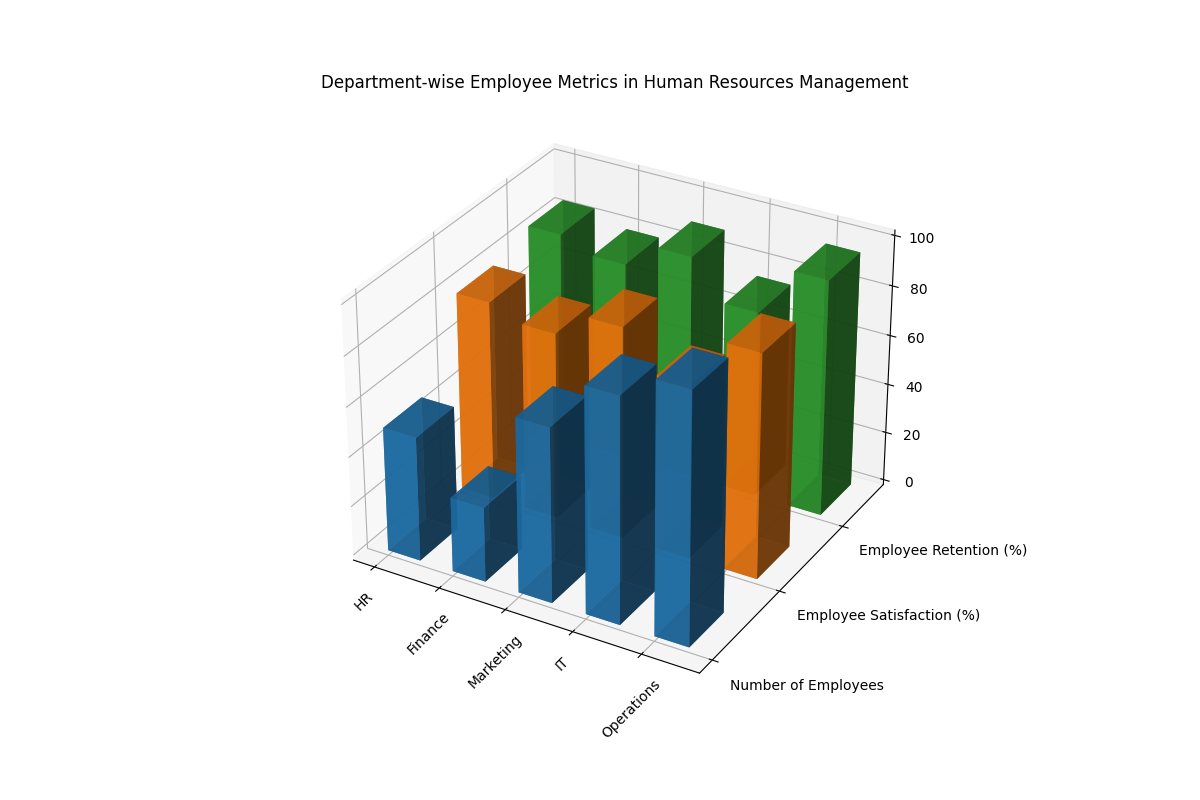 Department-wise Employee Metrics in Human Resources Management
100
80
60
40
20
0
Employee Retention (%)
Employee Satisfaction (%)
Number of Employees
HR
Finance
Marketing
IT
Operations